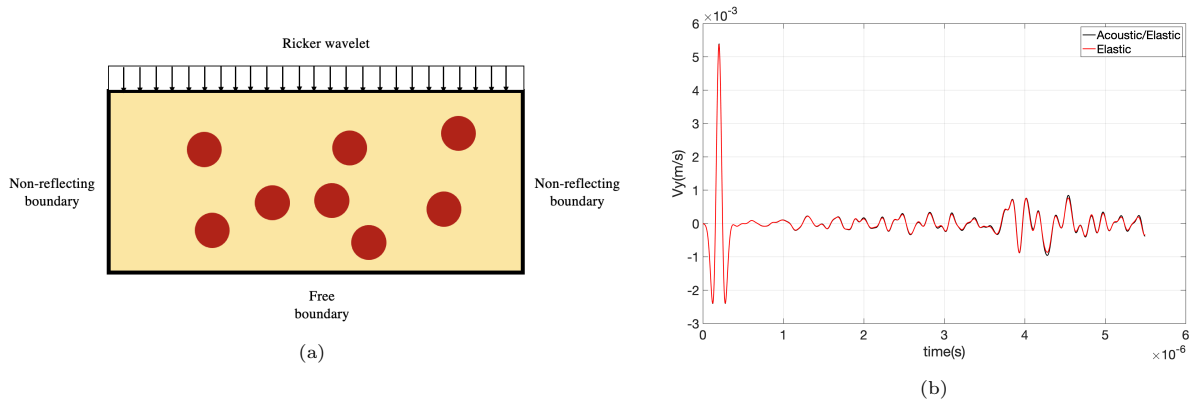 Ricker wavelet
Non-reflecting
boundary
Non-reflecting
boundary
Free
boundary
(a)
×10⁻³
6
5
4
3
2
1
0
-1
-2
-3
Vy(m/s)
Acoustic/Elastic
Elastic
0 1 2 3 4 5 6
time(s)
×10⁻⁶
(b)